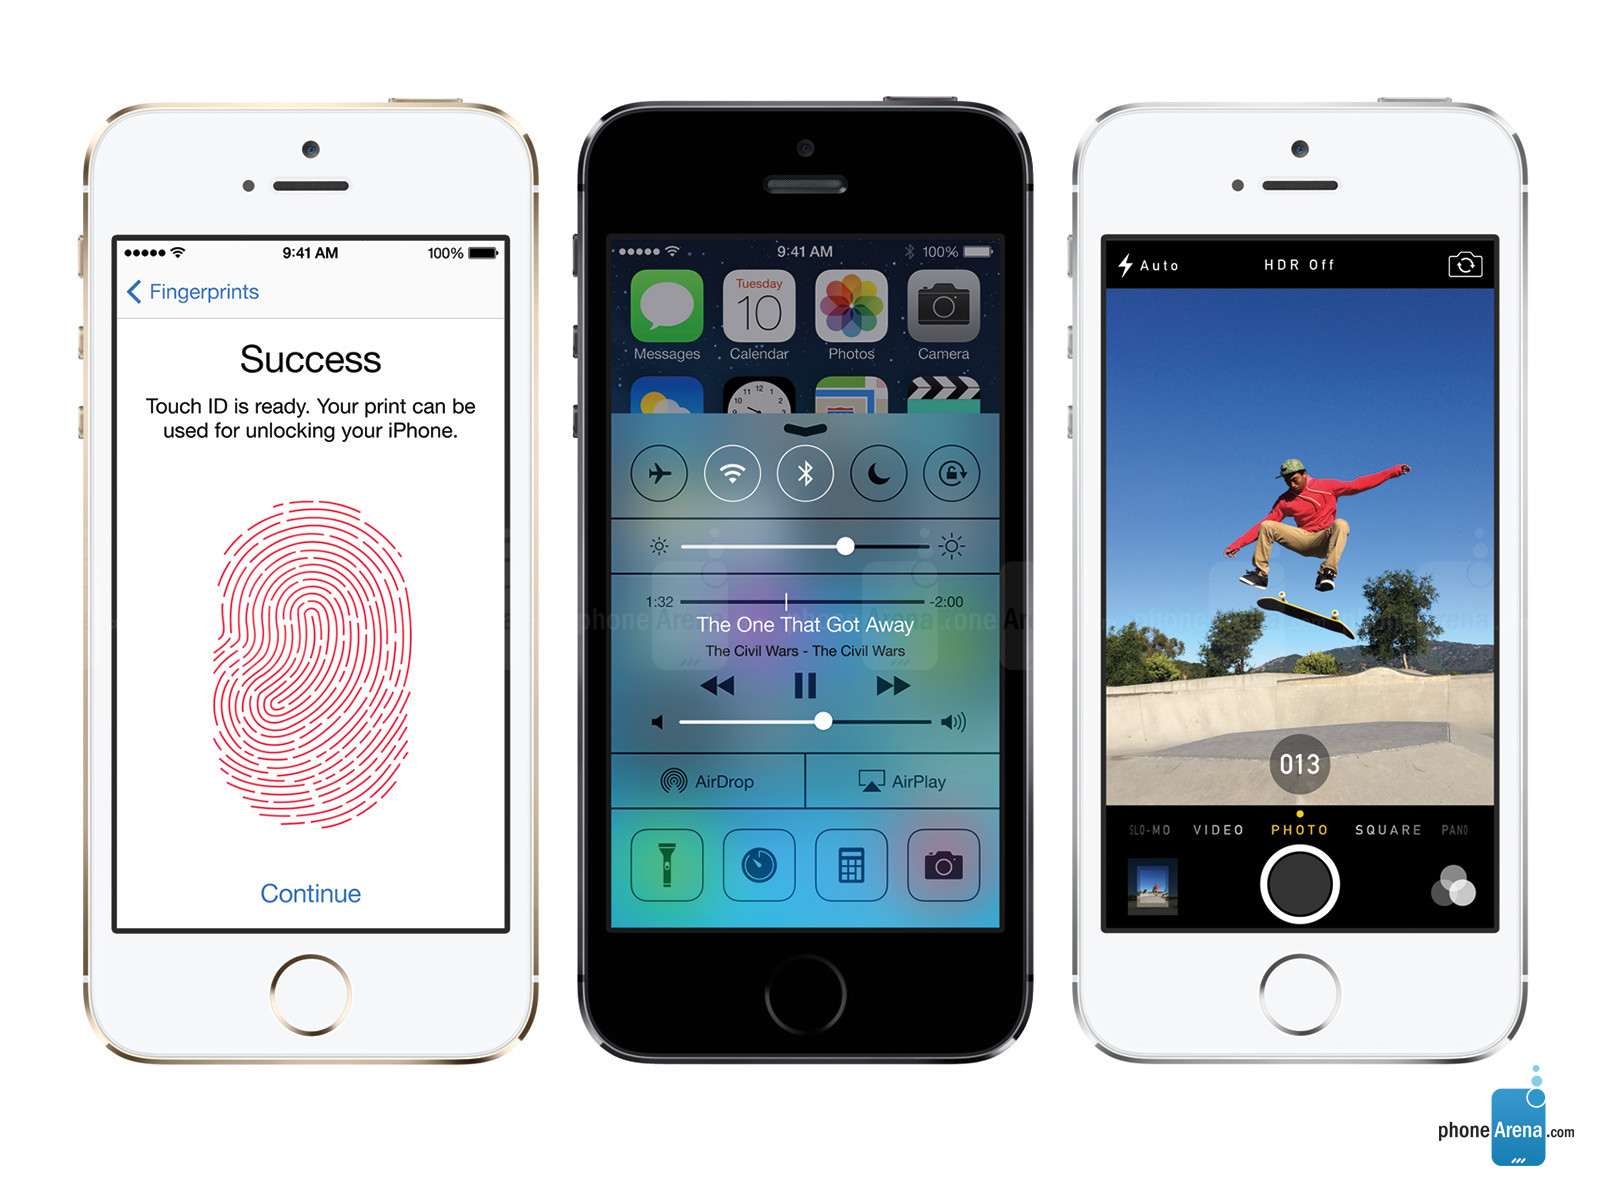 9:41 AM
100%
Fingerprints
Success
Touch ID is ready. Your print can be
used for unlocking your iPhone.
Continue
9:41 AM
100%
Tuesday
10
Messages
Calendar
Photos
Camera
12
1:32
-2:00
The One That Got Away
The Civil Wars - The Civil Wars
AirDrop
AirPlay
Auto
HDR Off
013
SLO-MO
VIDEO
PHOTO
SQUARE
PANO
phoneArena.com